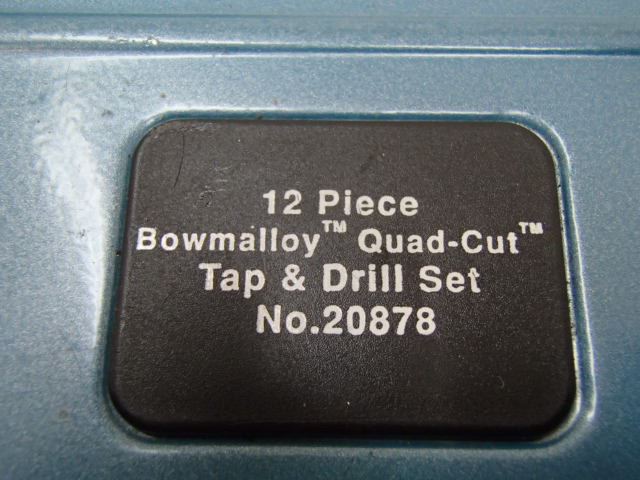 12 Piece
Bowmalloy™ Quad-Cut™
Tap & Drill Set
No.20878